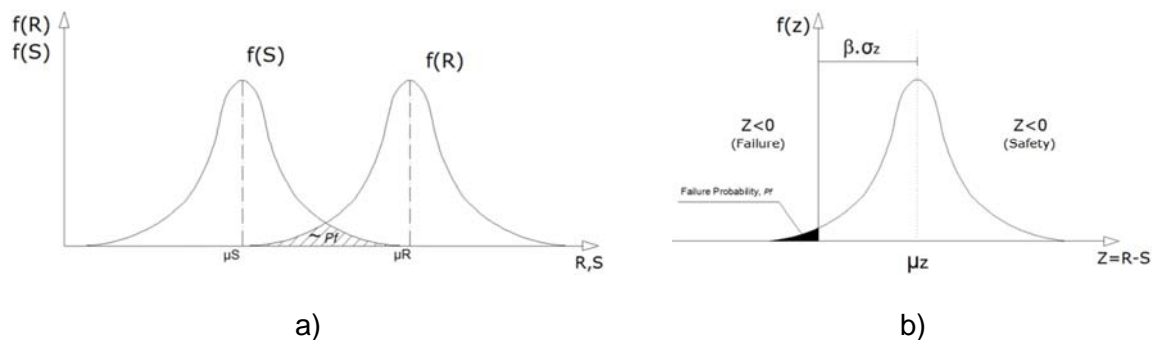 f(R)
f(S)
f(S)
f(R)
~ Pf
μS
μR
R,S
a)
f(z)
β.σz
Z<0
(Failure)
Z<0
(Safety)
Failure Probability, Pf
μz
Z=R-S
b)